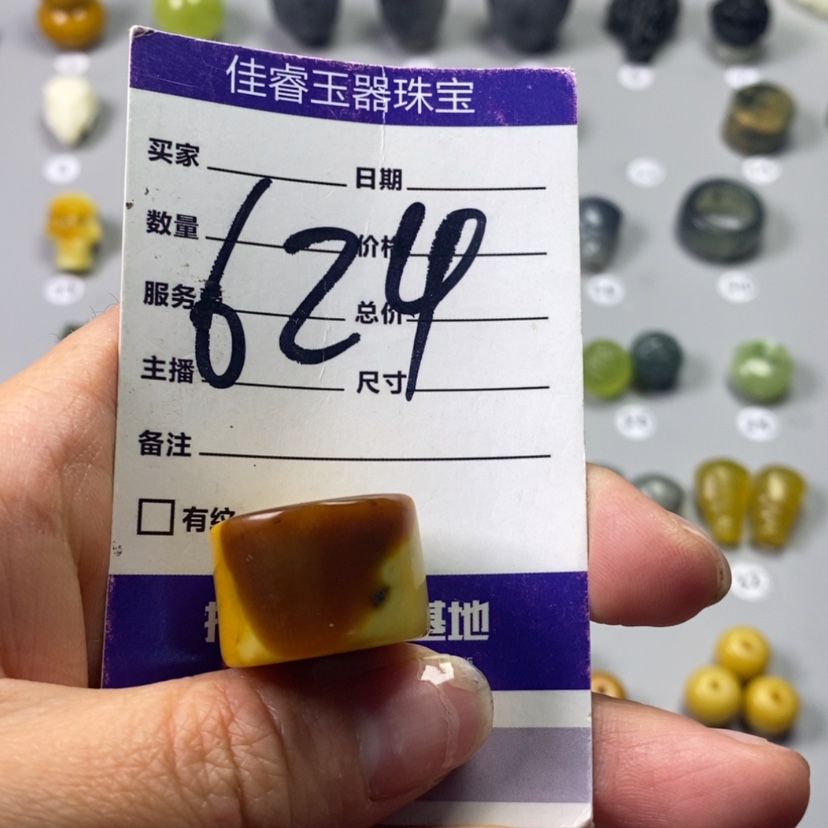 佳睿玉器珠宝
买家 日期
数量 价格
服务 总价
主播 尺寸
624
备注
有纹
基地